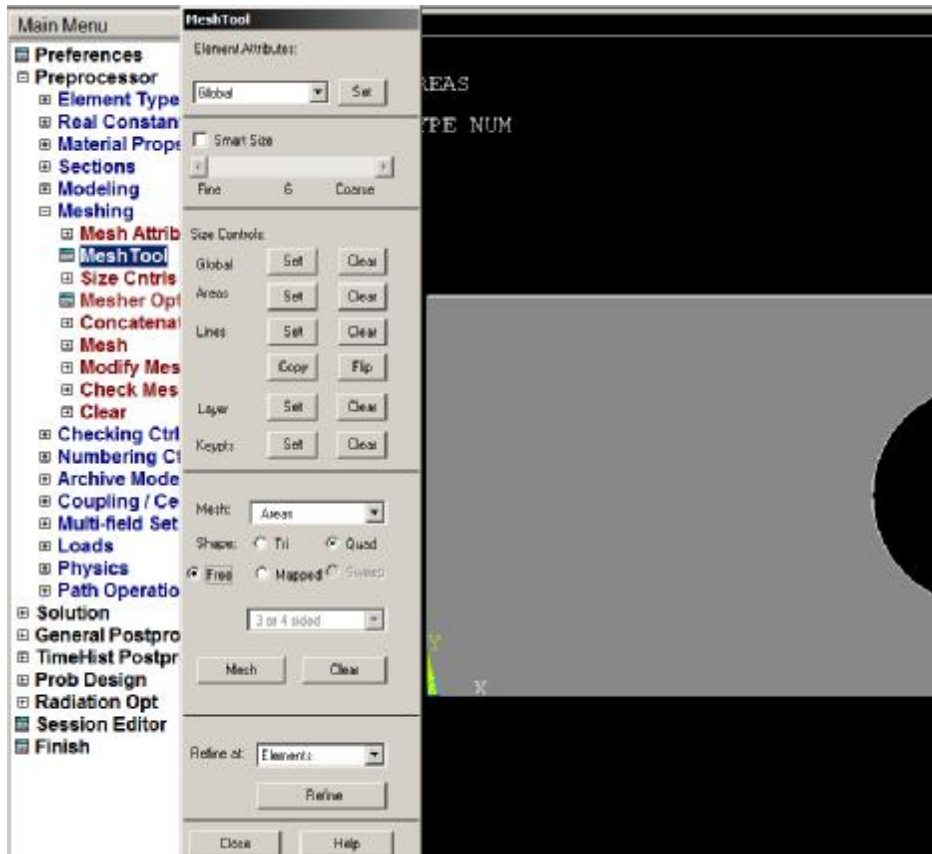 Main Menu
Preferences
Preprocessor
Element Type
Real Constan
Material Prope
Sections
Modeling
Meshing
Mesh Attrib
MeshTool
Size Cntrls
Mesher Opt
Concatenat
Mesh
Modify Mes
Check Mes
Clear
Checking Ctrl
Numbering Ct
Archive Mode
Coupling / Ce
Multi-field Set
Loads
Physics
Path Operatio
Solution
General Postpro
TimeHist Postpr
Prob Design
Radiation Opt
Session Editor
Finish
MeshTool
Element Attributes:
Global Set
Smart Size
Fine 6 Coarse
Size Controls:
Global Set Clear
Areas Set Clear
Lines Set Clear
Copy Flip
Layer Set Clear
Keypts Set Clear
Mesh: Areas
Shape: Tri Quad
Free Mapped Sweep
3 or 4 sided
Mesh Clear
Refine at: Elements
Refine
Close Help
REAS
YPE NUM
Y
X